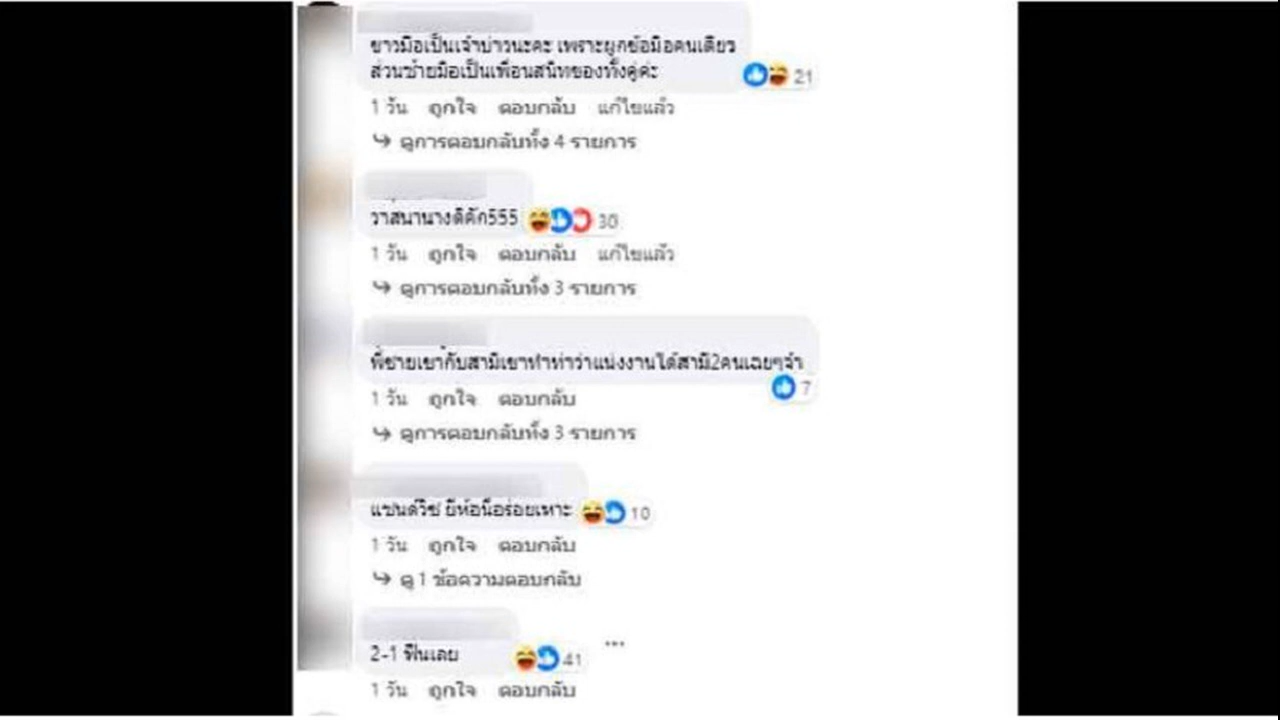 ขาวมือเป็นเจ้าบ่าวนะคะ เพราะผูกข้อมือคนเดียว
ส่วนซ้ายมือเป็นเพื่อนสนิทของทั้งคู่ค่ะ
21
1 วัน ถูกใจ ตอบกลับ แก้ไขแล้ว
ดูการตอบกลับทั้ง 4 รายการ
วาสนานางดีคัก555
30
1 วัน ถูกใจ ตอบกลับ แก้ไขแล้ว
ดูการตอบกลับทั้ง 3 รายการ
พี่ชายเขากับสามีเขาทำท่าว่าแน่งงานได้สามี2คนเฉยๆจ้า
7
1 วัน ถูกใจ ตอบกลับ
ดูการตอบกลับทั้ง 3 รายการ
แซนด์วิช ยี่ห้อนี้อร่อยเหาะ
10
1 วัน ถูกใจ ตอบกลับ
ดู 1 ข้อความตอบกลับ
2-1 ฟินเลย
41
1 วัน ถูกใจ ตอบกลับ